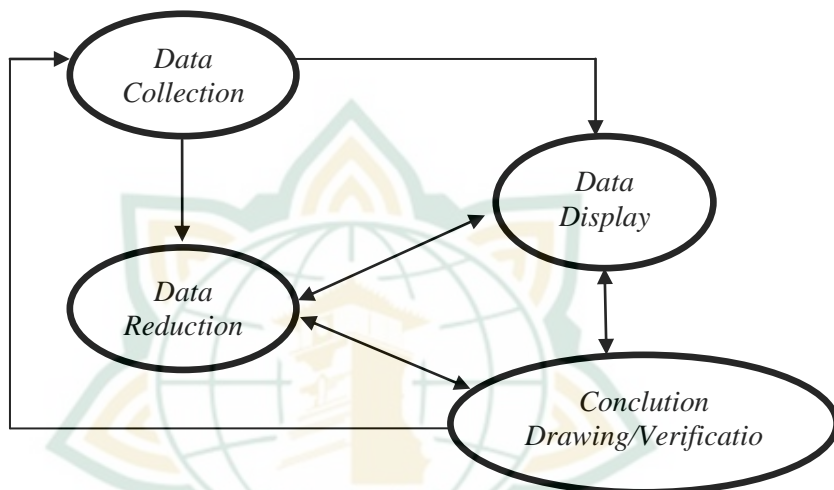 Data
Collection
Data
Display
Data
Reduction
Conclution
Drawing/Verificatio